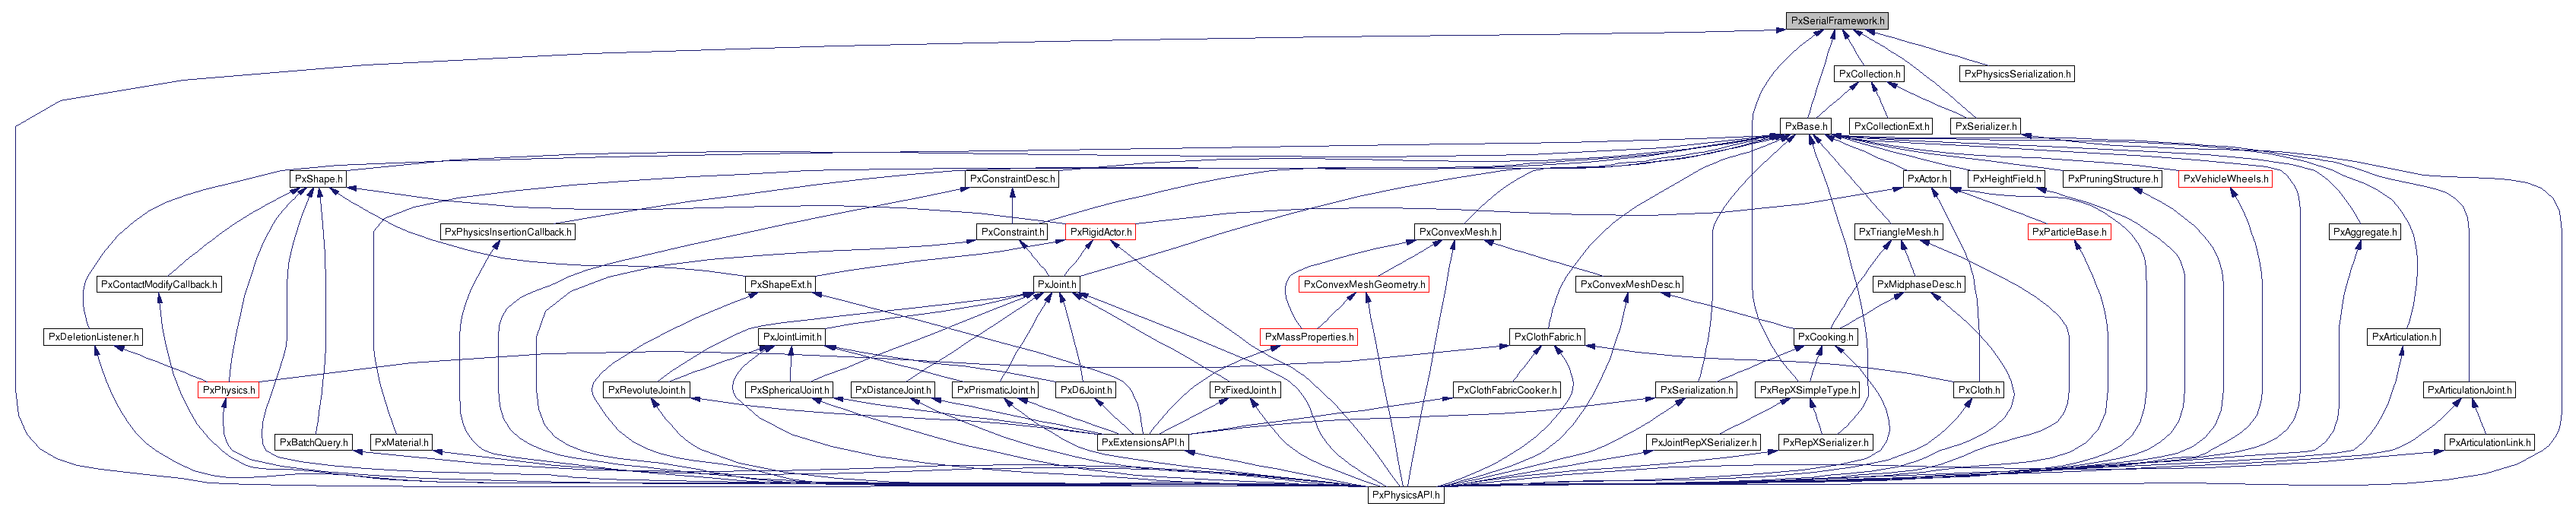 PxSerialFramework.h
PxCollection.h
PxPhysicsSerialization.h
PxBase.h
PxCollectionExt.h
PxSerializer.h
PxShape.h
PxConstraintDesc.h
PxActor.h
PxHeightField.h
PxPruningStructure.h
PxVehicleWheels.h
PxPhysicsInsertionCallback.h
PxConstraint.h
PxRigidActor.h
PxConvexMesh.h
PxTriangleMesh.h
PxParticleBase.h
PxAggregate.h
PxContactModifyCallback.h
PxShapeExt.h
PxJoint.h
PxConvexMeshGeometry.h
PxConvexMeshDesc.h
PxMidphaseDesc.h
PxDeletionListener.h
PxJointLimit.h
PxMassProperties.h
PxClothFabric.h
PxCooking.h
PxArticulation.h
PxPhysics.h
PxRevoluteJoint.h
PxSphericalJoint.h
PxDistanceJoint.h
PxPrismaticJoint.h
PxD6Joint.h
PxFixedJoint.h
PxClothFabricCooker.h
PxSerialization.h
PxRepXSimpleType.h
PxCloth.h
PxArticulationJoint.h
PxBatchQuery.h
PxMaterial.h
PxExtensionsAPI.h
PxJointRepXSerializer.h
PxRepXSerializer.h
PxArticulationLink.h
PxPhysicsAPI.h